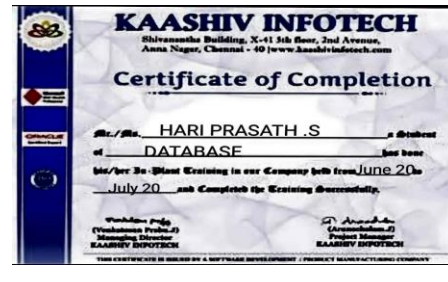 KAASHIV INFOTECH
Shivanantha Building, X-41 5th floor, 2nd Avenue,
Anna Nagar, Chennai - 40 |www.kaashivinfotech.com
Certificate of Completion
Mr./Ms. HARI PRASATH .S a Student
of DATABASE has done
his/her In-Plant Training in our Company held from June 20 to
July 20 and Completed the Training Successfully.
(Venkatesan Prabu.J)
Managing Director
KAASHIV INFOTECH
(Arunachalam.J)
Project Manager
KAASHIV INFOTECH
ORACLE
THIS CERTIFICATE IS ISSUED BY A SOFTWARE DEVELOPMENT / PRODUCT MANUFACTURING COMPANY